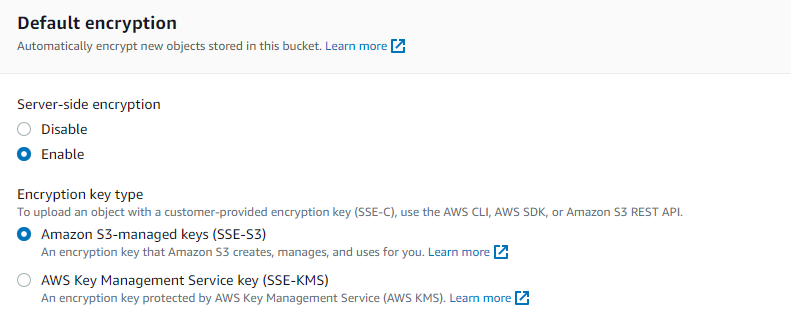 Default encryption
Automatically encrypt new objects stored in this bucket. Learn more
Server-side encryption
Disable
Enable
Encryption key type
To upload an object with a customer-provided encryption key (SSE-C), use the AWS CLI, AWS SDK, or Amazon S3 REST API.
Amazon S3-managed keys (SSE-S3)
An encryption key that Amazon S3 creates, manages, and uses for you. Learn more
AWS Key Management Service key (SSE-KMS)
An encryption key protected by AWS Key Management Service (AWS KMS). Learn more